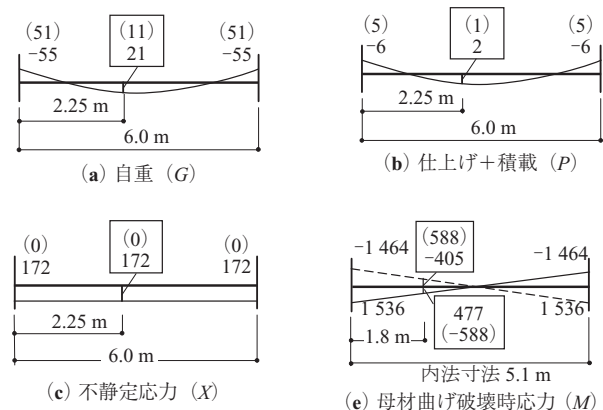 (51)
−55
(11)
21
(51)
−55
2.25 m
6.0 m
(a) 自重 (G)
(5)
−6
(1)
2
(5)
−6
2.25 m
6.0 m
(b) 仕上げ＋積載 (P)
(0)
172
(0)
172
(0)
172
2.25 m
6.0 m
(c) 不静定応力 (X)
−1 464
(588)
−405
−1 464
1 536
477
(−588)
1 536
1.8 m
内法寸法 5.1 m
(e) 母材曲げ破壊時応力 (M)